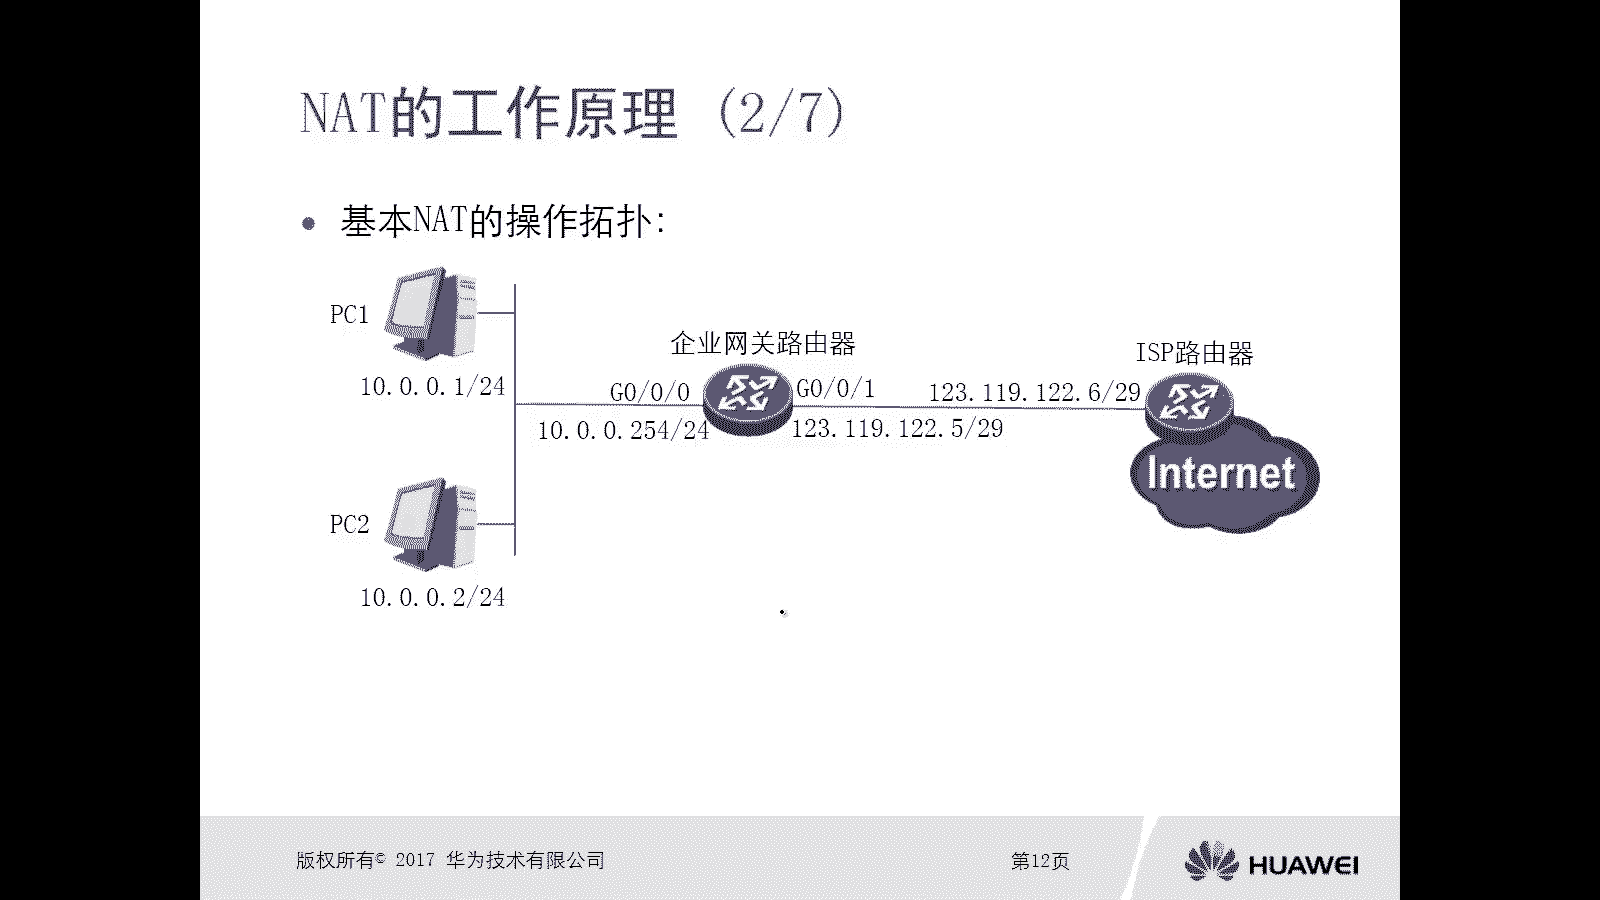 NAT的工作原理 (2/7)
基本NAT的操作拓扑:
PC1
10.0.0.1/24
企业网关路由器
G0/0/0
G0/0/1
10.0.0.254/24
123.119.122.5/29
ISP路由器
123.119.122.6/29
Internet
PC2
10.0.0.2/24
版权所有© 2017 华为技术有限公司
第12页
HUAWEI